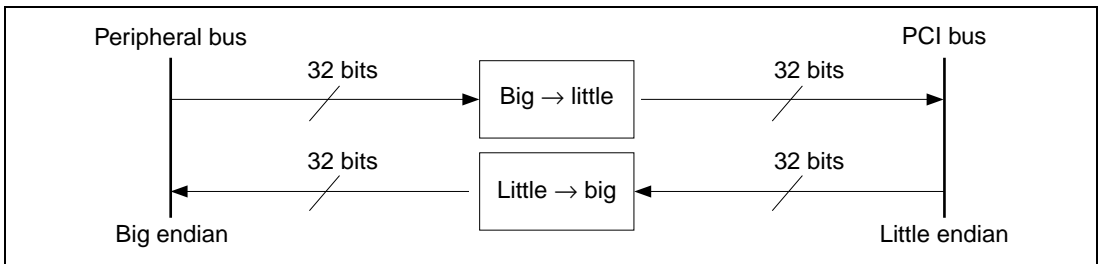 Peripheral bus
PCI bus
32 bits
Big → little
32 bits
32 bits
Little → big
32 bits
Big endian
Little endian